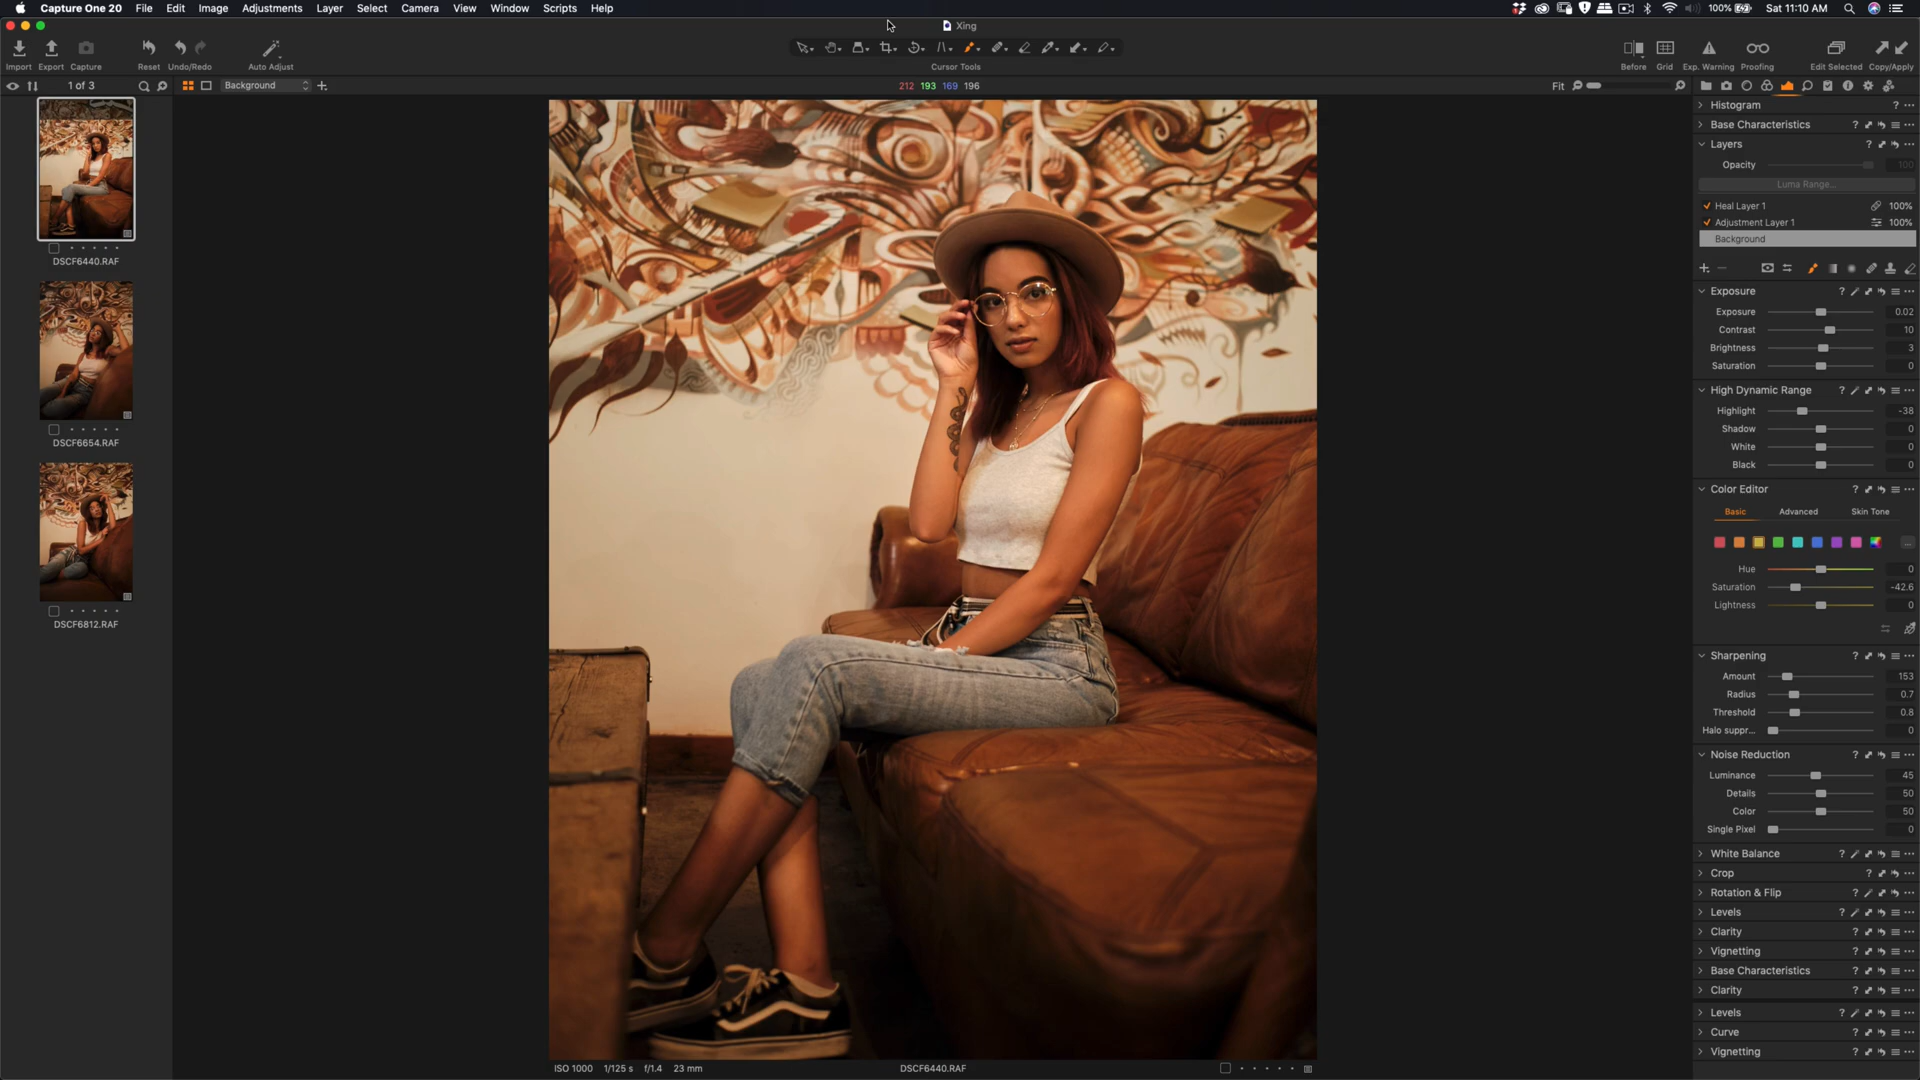 Capture One 20 File Edit Image Adjustments Layer Select Camera View Window Scripts Help 100% Sat 11:10 AM
Xing
Import Export Capture Reset Undo/Redo Auto Adjust Cursor Tools Before Grid Exp. Warning Proofing Edit Selected Copy/Apply
1 of 3 Background 212 193 169 196 Fit
DSCF6440.RAF
DSCF6654.RAF
DSCF6812.RAF
ISO 1000 1/125 s f/1.4 23 mm DSCF6440.RAF
Histogram ?
Base Characteristics ?
Layers ?
Opacity 100
Luma Range...
Heal Layer 1 100%
Adjustment Layer 1 100%
Background
Exposure ?
Exposure 0.02
Contrast 10
Brightness 3
Saturation 0
High Dynamic Range ?
Highlight -38
Shadow 0
White 0
Black 0
Color Editor ?
Basic Advanced Skin Tone
Hue 0
Saturation -42.6
Lightness 0
Sharpening ?
Amount 153
Radius 0.7
Threshold 0.8
Halo suppr... 0
Noise Reduction ?
Luminance 45
Details 50
Color 50
Single Pixel 0
White Balance ?
Crop ?
Rotation & Flip ?
Levels ?
Clarity ?
Vignetting ?
Base Characteristics ?
Clarity ?
Levels ?
Curve ?
Vignetting ?